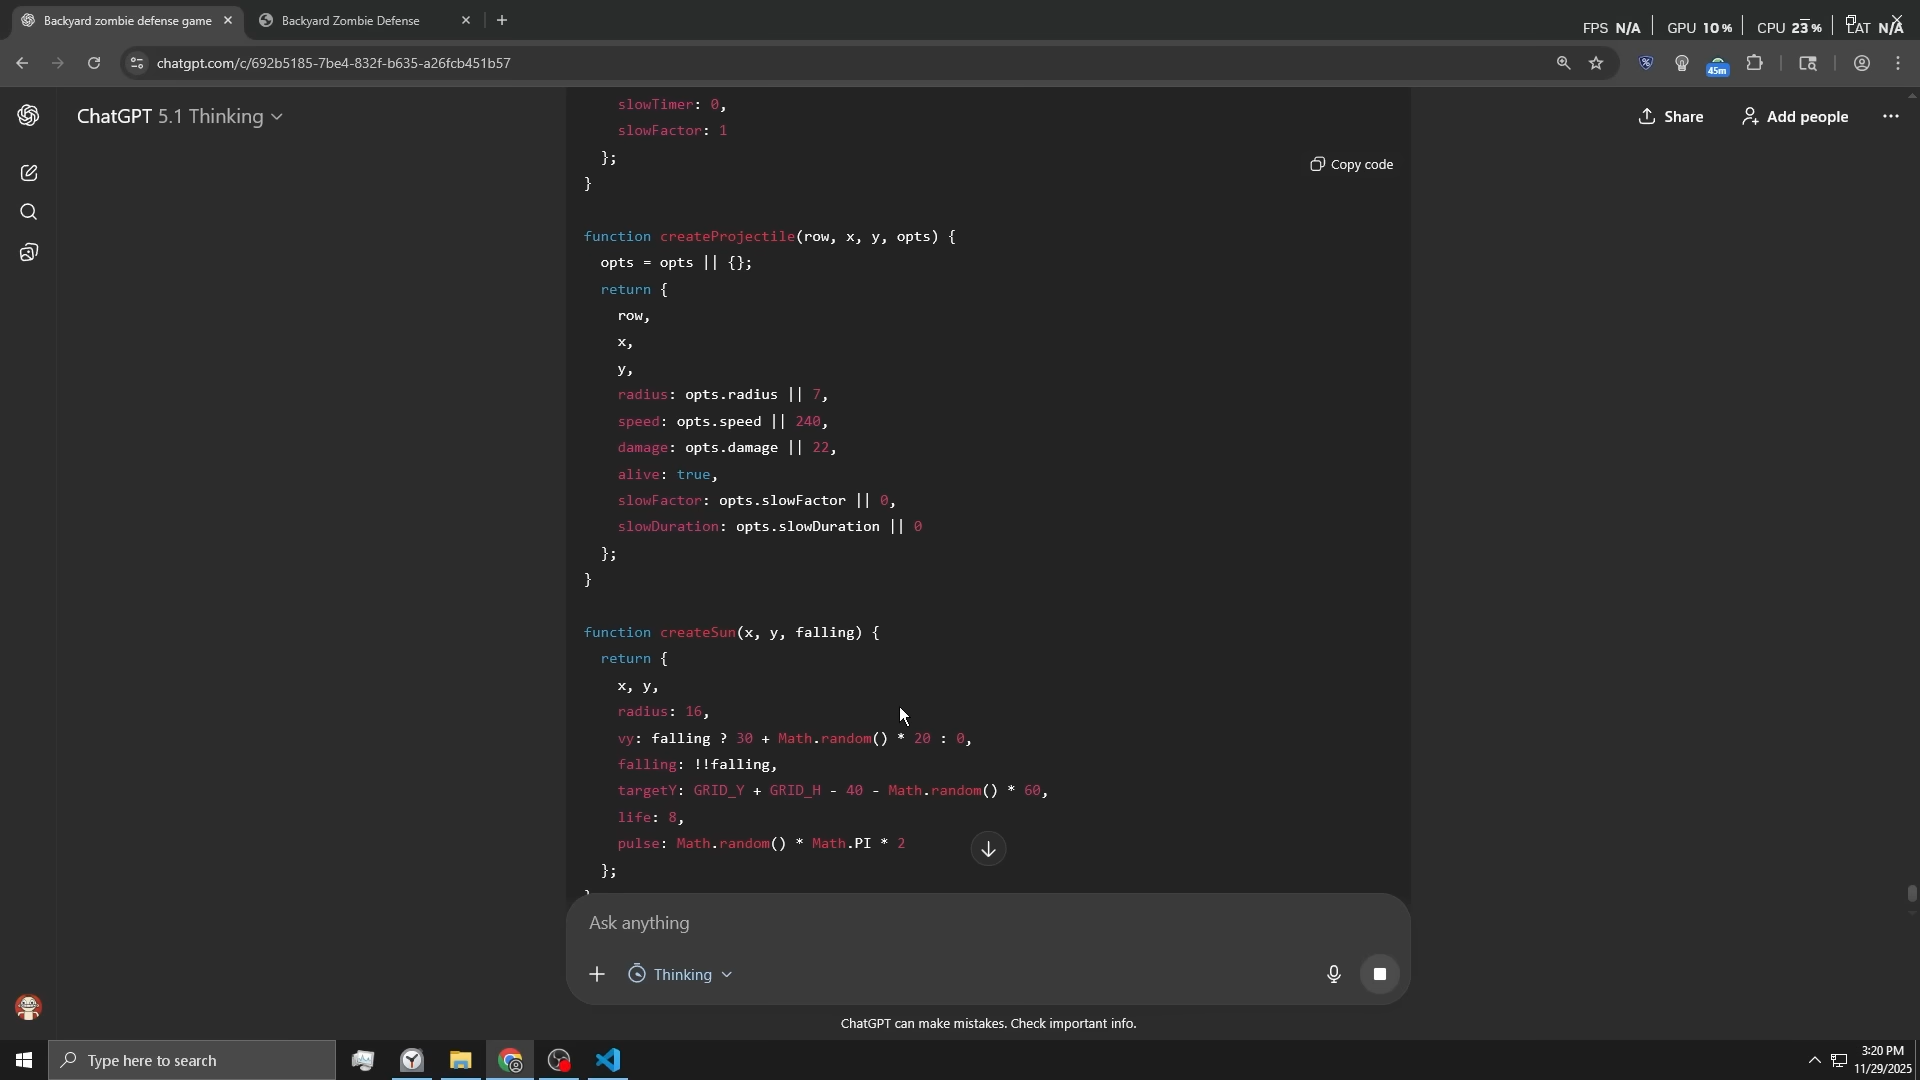 Backyard zombie defense game
Backyard Zombie Defense
FPS N/A
GPU 10 %
CPU 23 %
LAT N/A
chatgpt.com/c/692b5185-7be4-832f-b635-a26fcb451b57
45m
ChatGPT 5.1 Thinking
Share
Add people
Copy code
slowTimer: 0,
slowFactor: 1
};
}
function createProjectile(row, x, y, opts) {
opts = opts || {};
return {
row,
x,
y,
radius: opts.radius || 7,
speed: opts.speed || 240,
damage: opts.damage || 22,
alive: true,
slowFactor: opts.slowFactor || 0,
slowDuration: opts.slowDuration || 0
};
}
function createSun(x, y, falling) {
return {
x, y,
radius: 16,
vy: falling ? 30 + Math.random() * 20 : 0,
falling: !!falling,
targetY: GRID_Y + GRID_H - 40 - Math.random() * 60,
life: 8,
pulse: Math.random() * Math.PI * 2
};
Ask anything
Thinking
ChatGPT can make mistakes. Check important info.
Type here to search
3:20 PM
11/29/2025